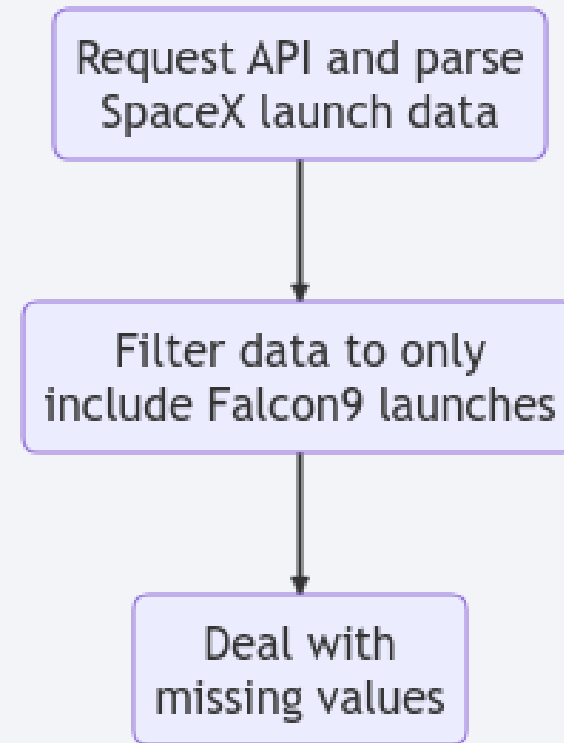 Request API and parse
SpaceX launch data
Filter data to only
include Falcon9 launches
Deal with
missing values